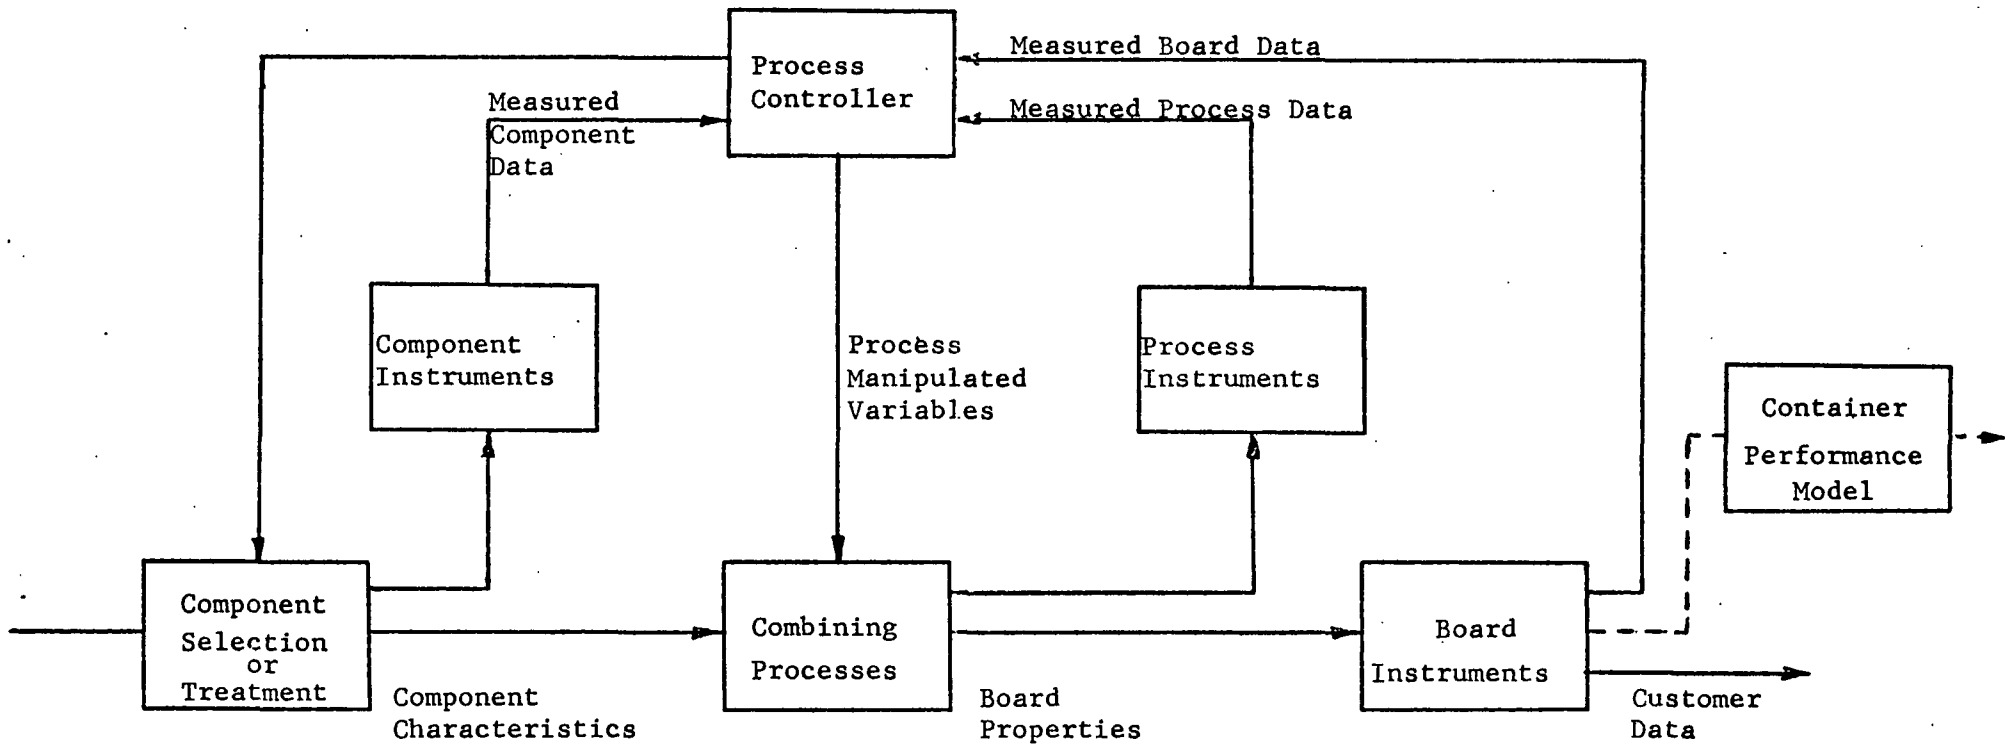 Process
Controller
Measured Board Data
Measured Process Data
Measured
Component
Data
Component
Instruments
Process
Manipulated
Variables
Process
Instruments
Container
Performance
Model
Component
Selection
or
Treatment
Component
Characteristics
Combining
Processes
Board
Properties
Board
Instruments
Customer
Data